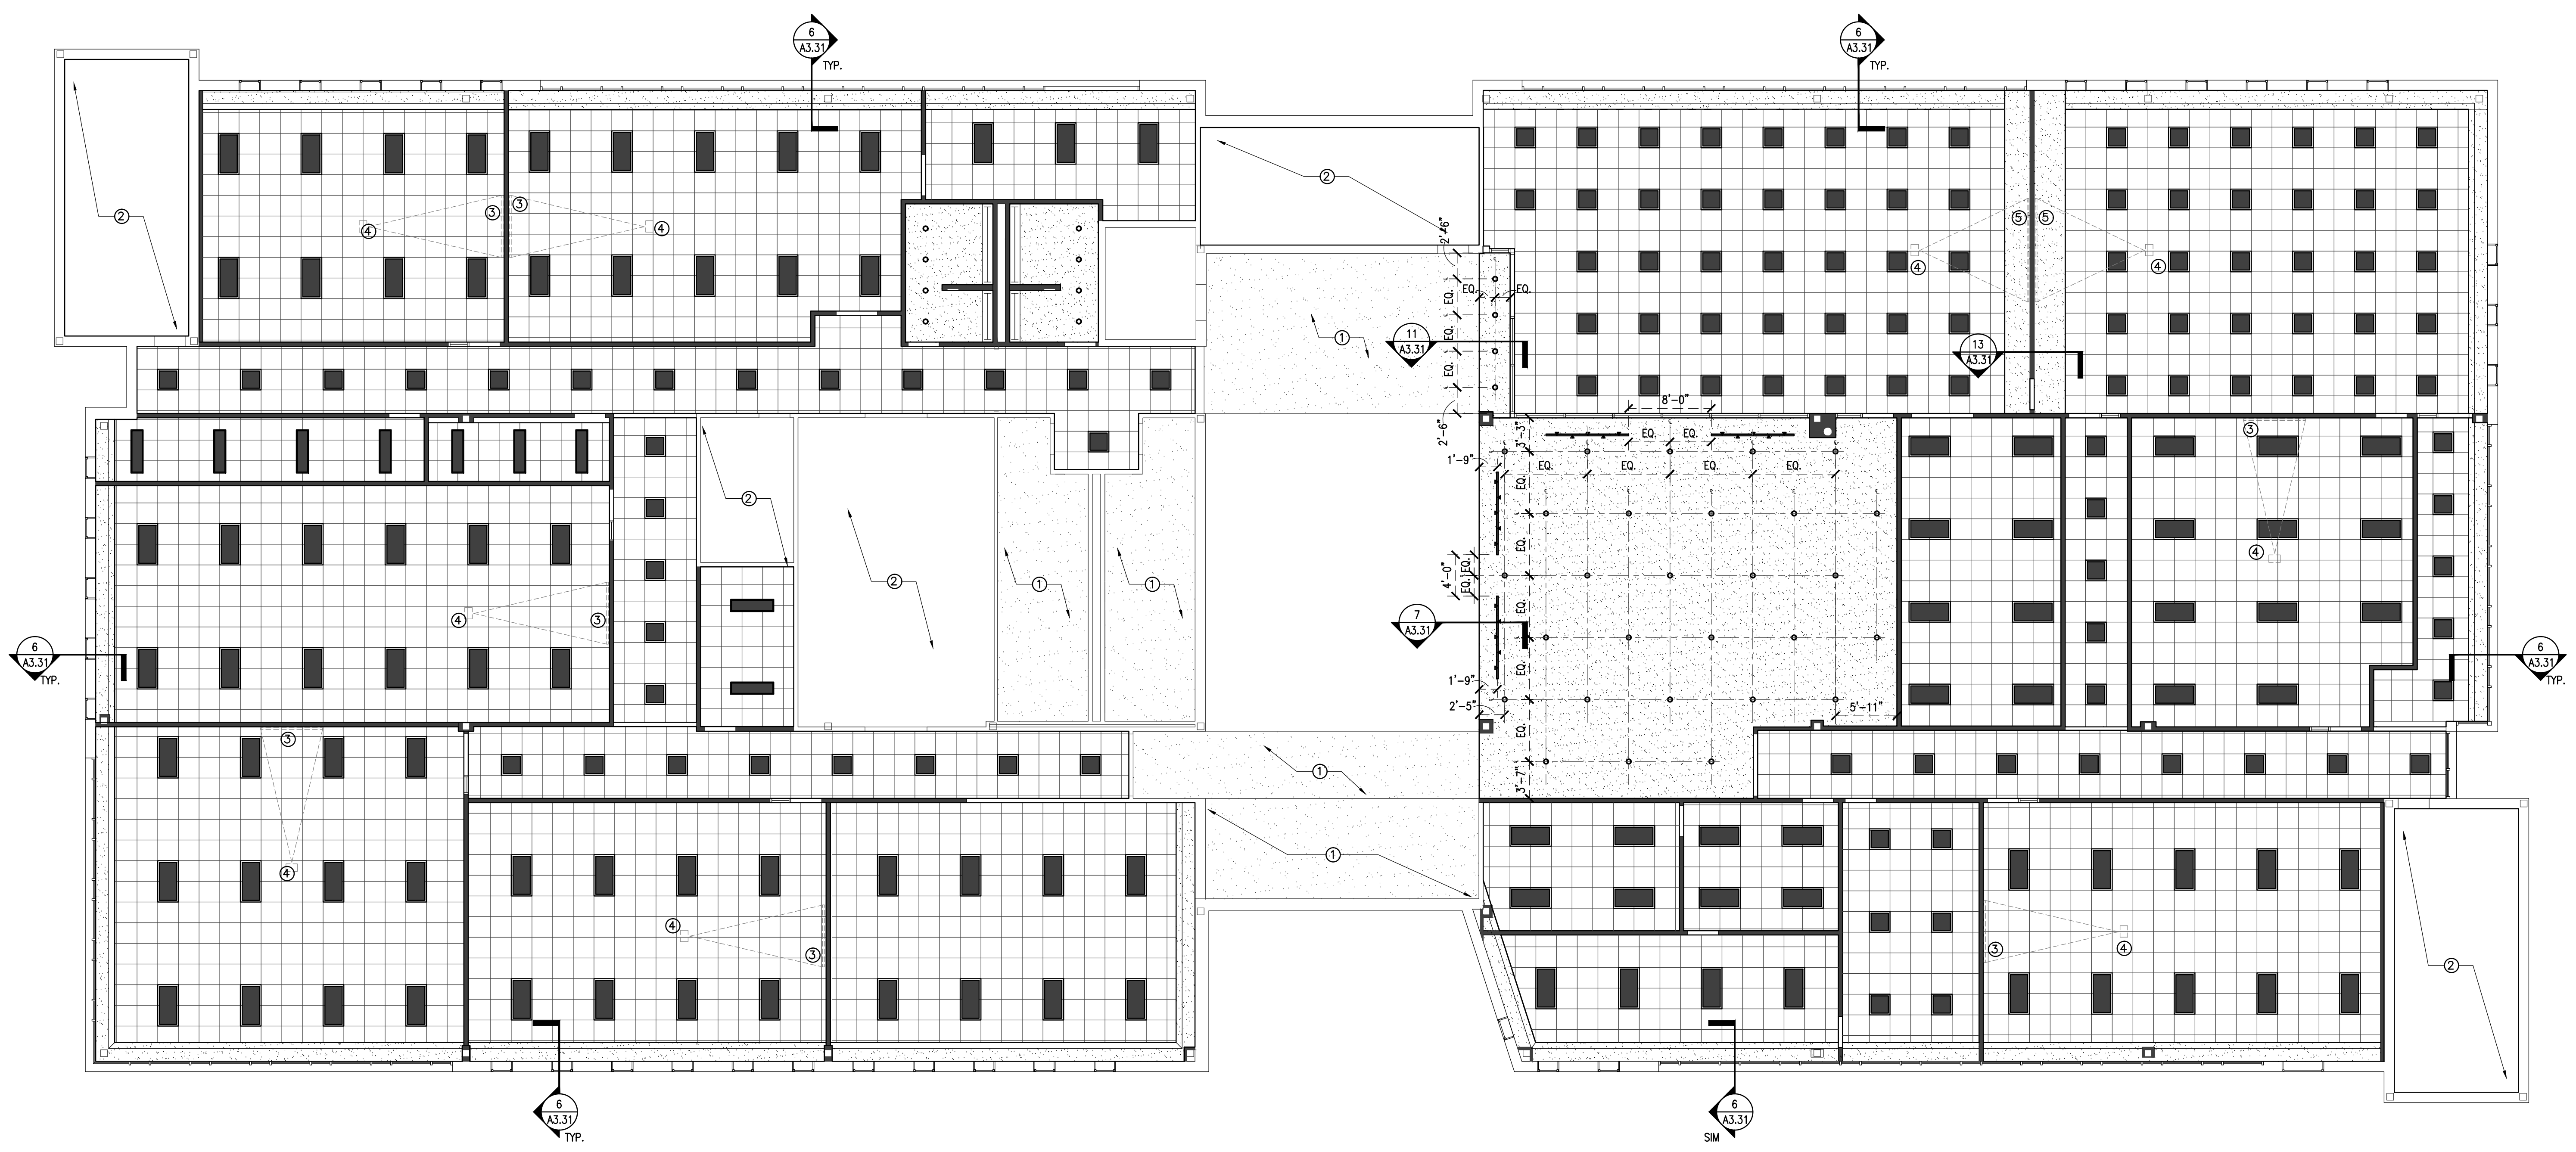 6
A3.31
TYP.
6
A3.31
TYP.
2
2
3
3
4
4
5
5
4
4
2'-6"
EQ.
EQ.
EQ.
EQ.
EQ.
2'-6"
1
11
A3.31
13
A3.31
8'-0"
3'-3"
EQ.
EQ.
1'-9"
EQ.
EQ.
EQ.
EQ.
EQ.
EQ.
EQ.
EQ.
EQ.
3'-7"
4'-0"
EQ.
EQ.
1'-9"
2'-5"
5'-11"
3
4
2
2
1
1
4
3
7
A3.31
6
A3.31
TYP.
6
A3.31
TYP.
3
4
1
1
4
3
3
4
2
6
A3.31
TYP.
6
A3.31
SIM